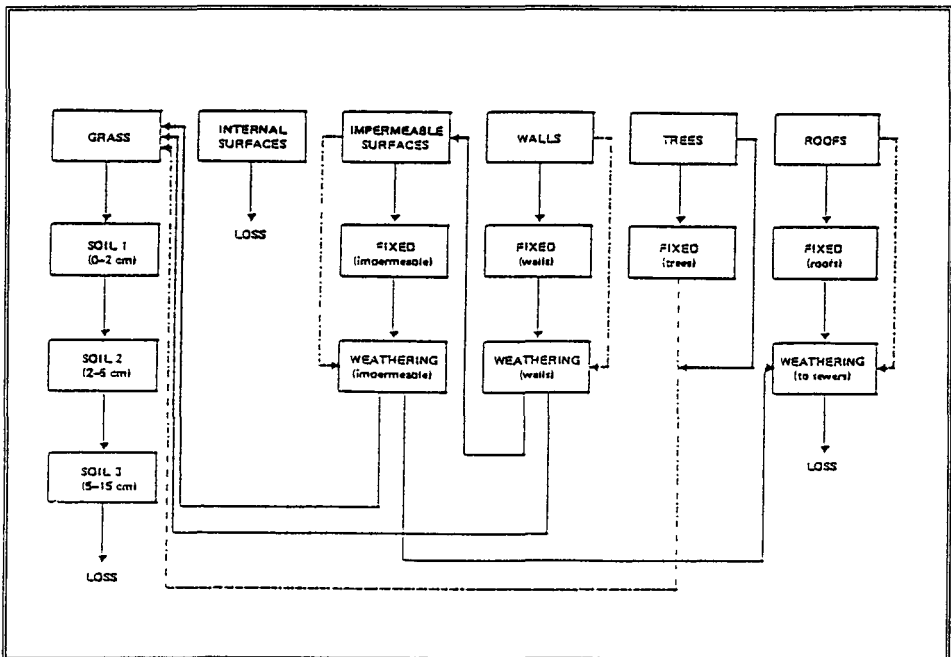 GRASS
INTERNAL
SURFACES
IMPERMEABLE
SURFACES
WALLS
TREES
ROOFS
LOSS
SOIL 1
(0-2 cm)
FIXED
(impermeable)
FIXED
(walls)
FIXED
(trees)
FIXED
(roofs)
SOIL 2
(2-5 cm)
WEATHERING
(impermeable)
WEATHERING
(walls)
WEATHERING
(to sewers)
SOIL 3
(5-15 cm)
LOSS
LOSS